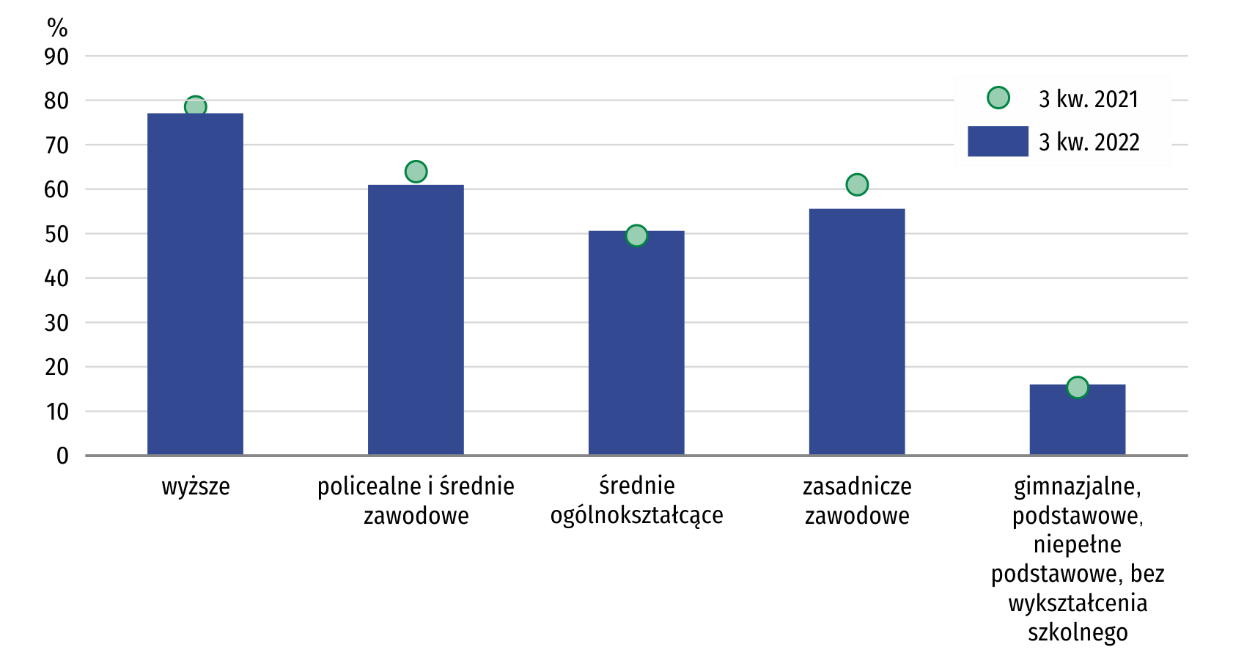 %
90
80
70
60
50
40
30
20
10
0
3 kw. 2021
3 kw. 2022
wyższe
policealne i średnie
zawodowe
średnie
ogólnokształcące
zasadnicze
zawodowe
gimnazjalne,
podstawowe,
niepełne
podstawowe, bez
wykształcenia
szkolnego